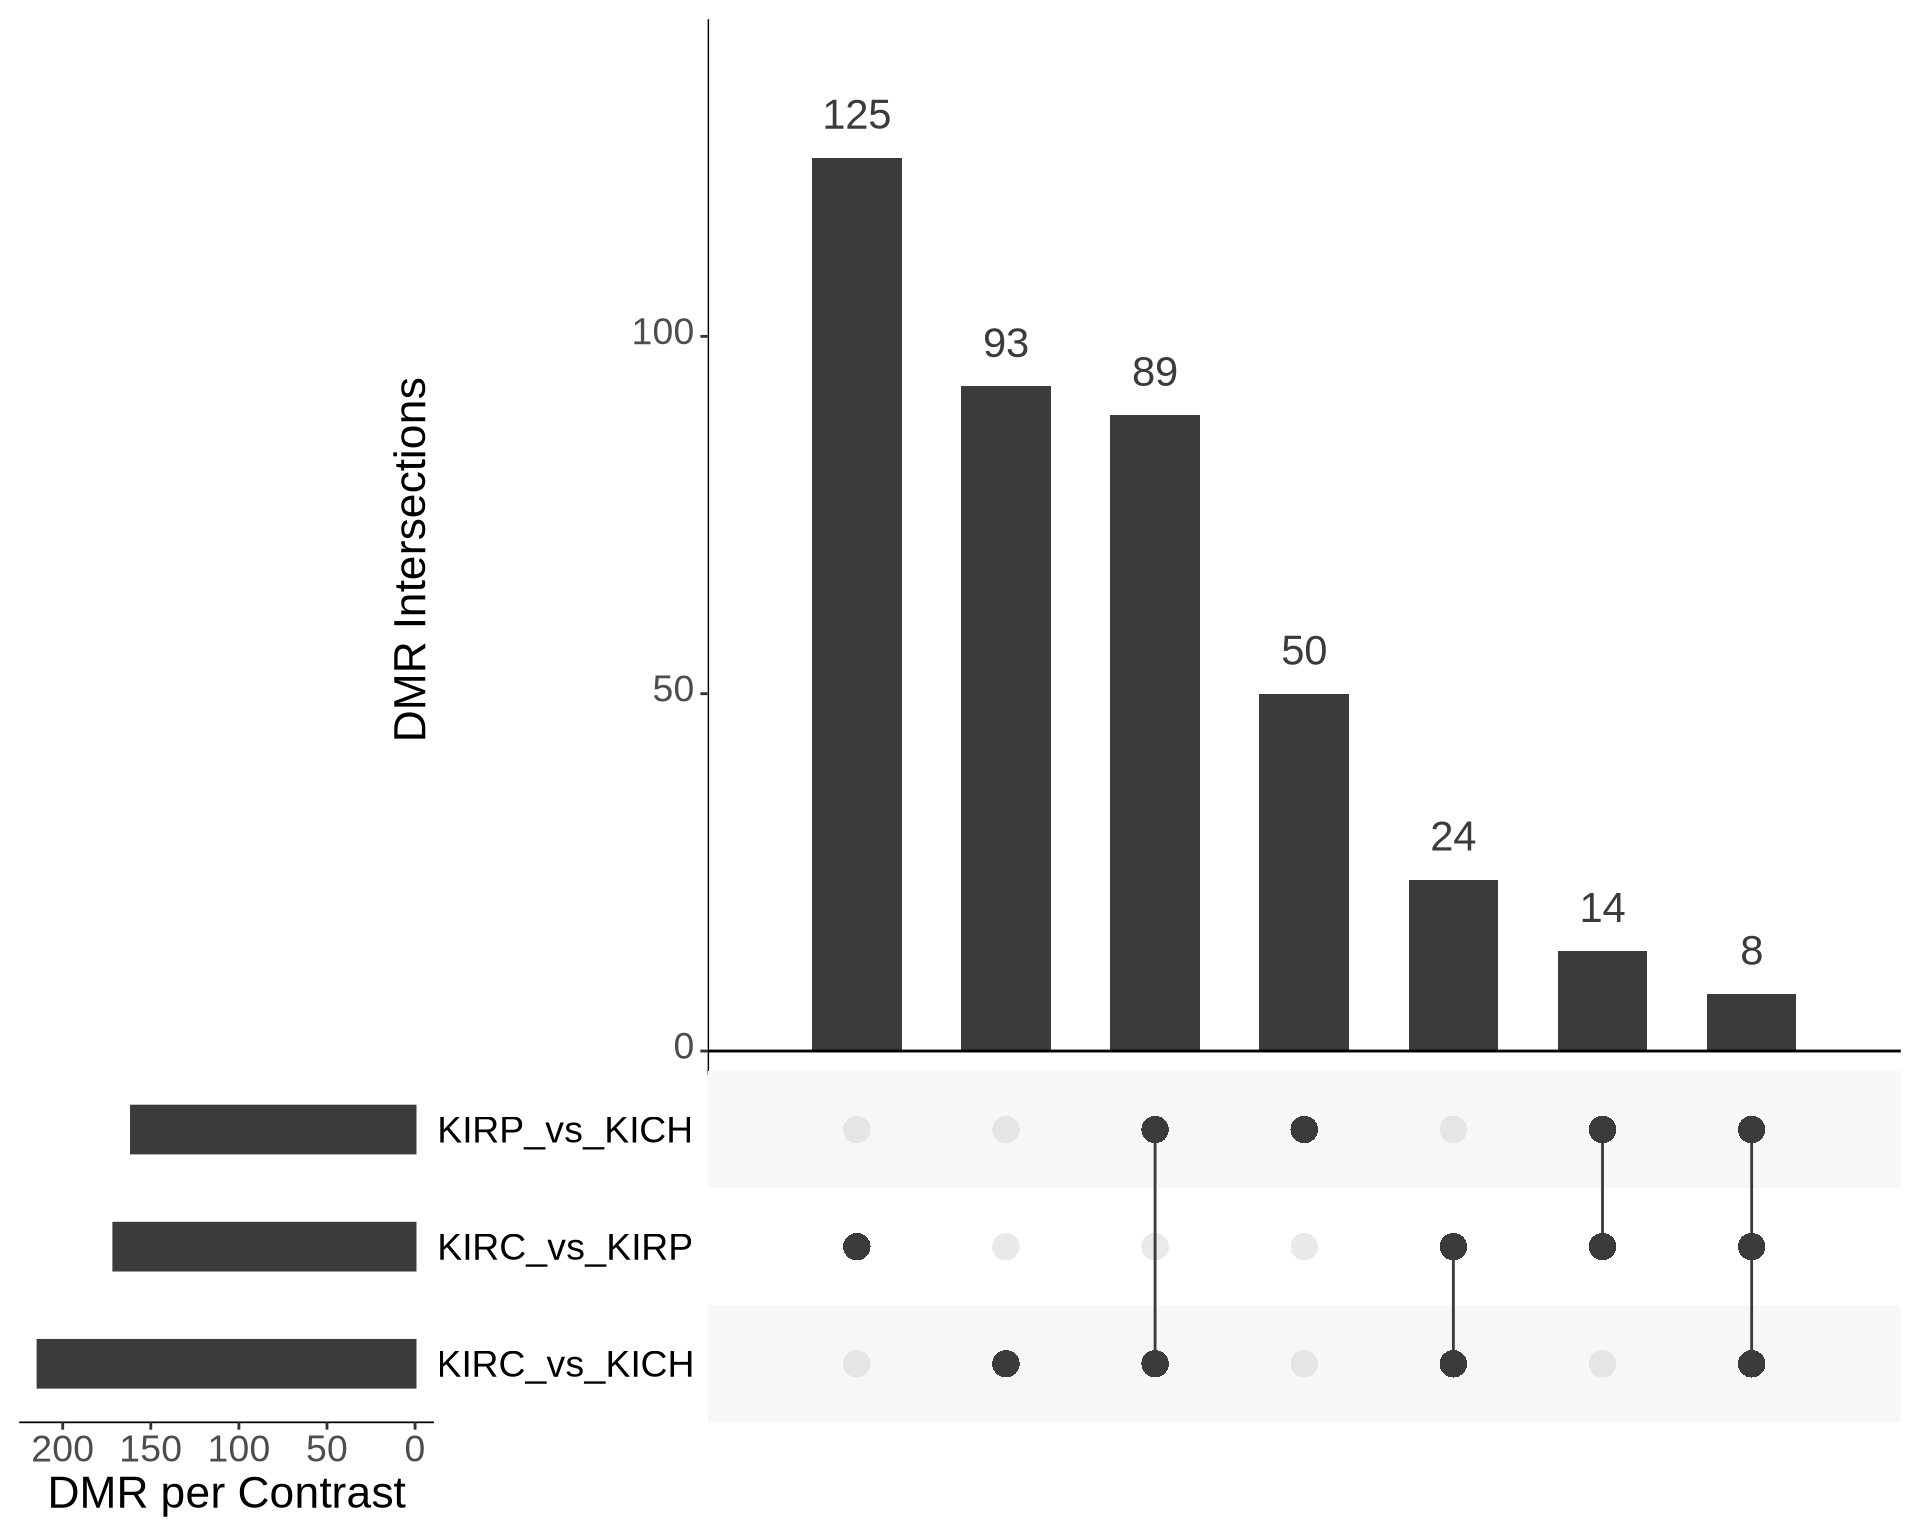 125
93
89
50
24
14
8
100
50
0
DMR Intersections
KIRP_vs_KICH
KIRC_vs_KIRP
KIRC_vs_KICH
200 150 100 50 0
DMR per Contrast